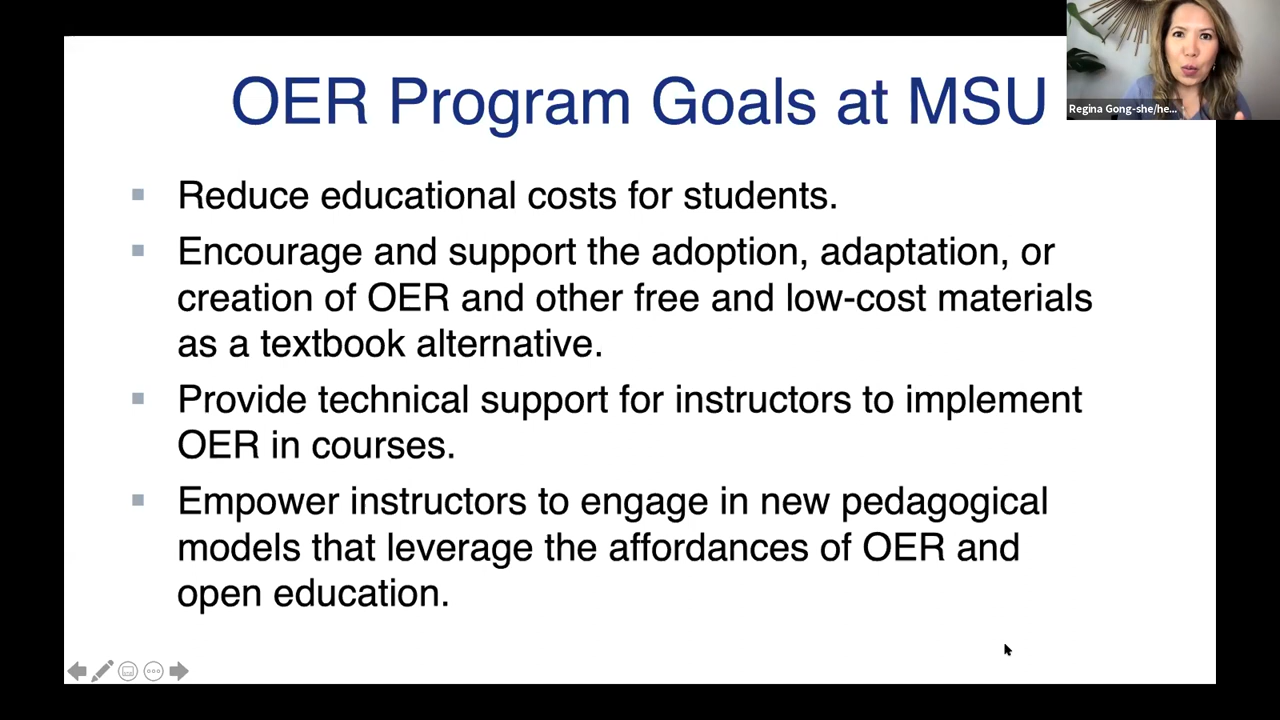 OER Program Goals at MSU
Regina Gong-she/he...
Reduce educational costs for students.
Encourage and support the adoption, adaptation, or
creation of OER and other free and low-cost materials
as a textbook alternative.
Provide technical support for instructors to implement
OER in courses.
Empower instructors to engage in new pedagogical
models that leverage the affordances of OER and
open education.